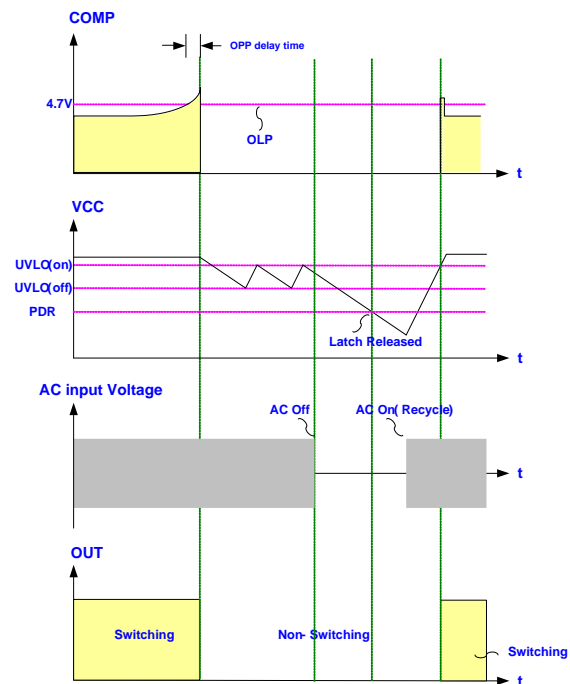 COMP
OPP delay time
4.7V
OLP
t
VCC
UVLO(on)
UVLO(off)
PDR
Latch Released
t
AC input Voltage
AC Off
AC On( Recycle)
t
OUT
Switching
Non- Switching
Switching
t